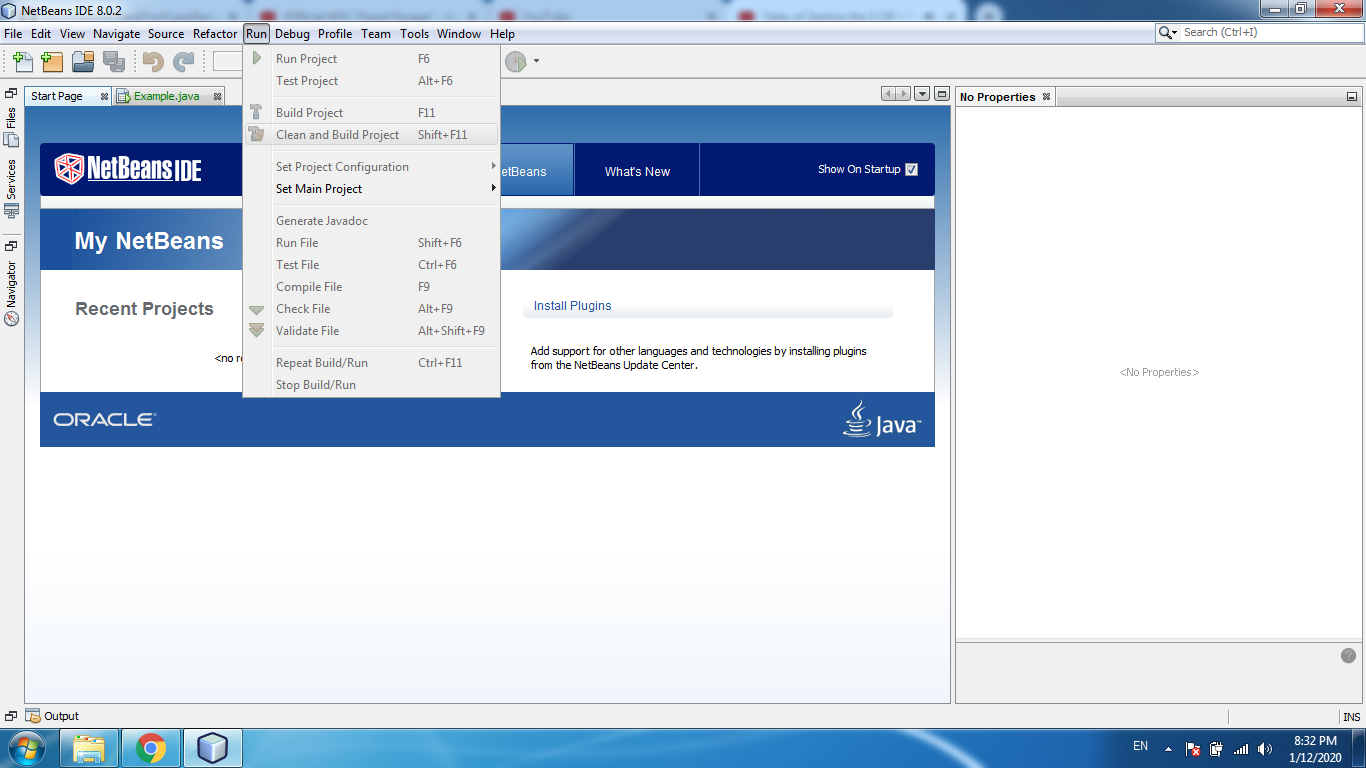 NetBeans IDE 8.0.2
File Edit View Navigate Source Refactor Run Debug Profile Team Tools Window Help
Search (Ctrl+I)
Run Project F6
Test Project Alt+F6
Build Project F11
Clean and Build Project Shift+F11
Set Project Configuration
Set Main Project
Generate Javadoc
Run File Shift+F6
Test File Ctrl+F6
Compile File F9
Check File Alt+F9
Validate File Alt+Shift+F9
Repeat Build/Run Ctrl+F11
Stop Build/Run
Files
Services
Navigator
Start Page Example.java
NetBeans IDE
What's New
Show On Startup
My NetBeans
Recent Projects
<no
Install Plugins
Add support for other languages and technologies by installing plugins
from the NetBeans Update Center.
ORACLE
Java™
No Properties
<No Properties>
Output
INS
EN
8:32 PM
1/12/2020